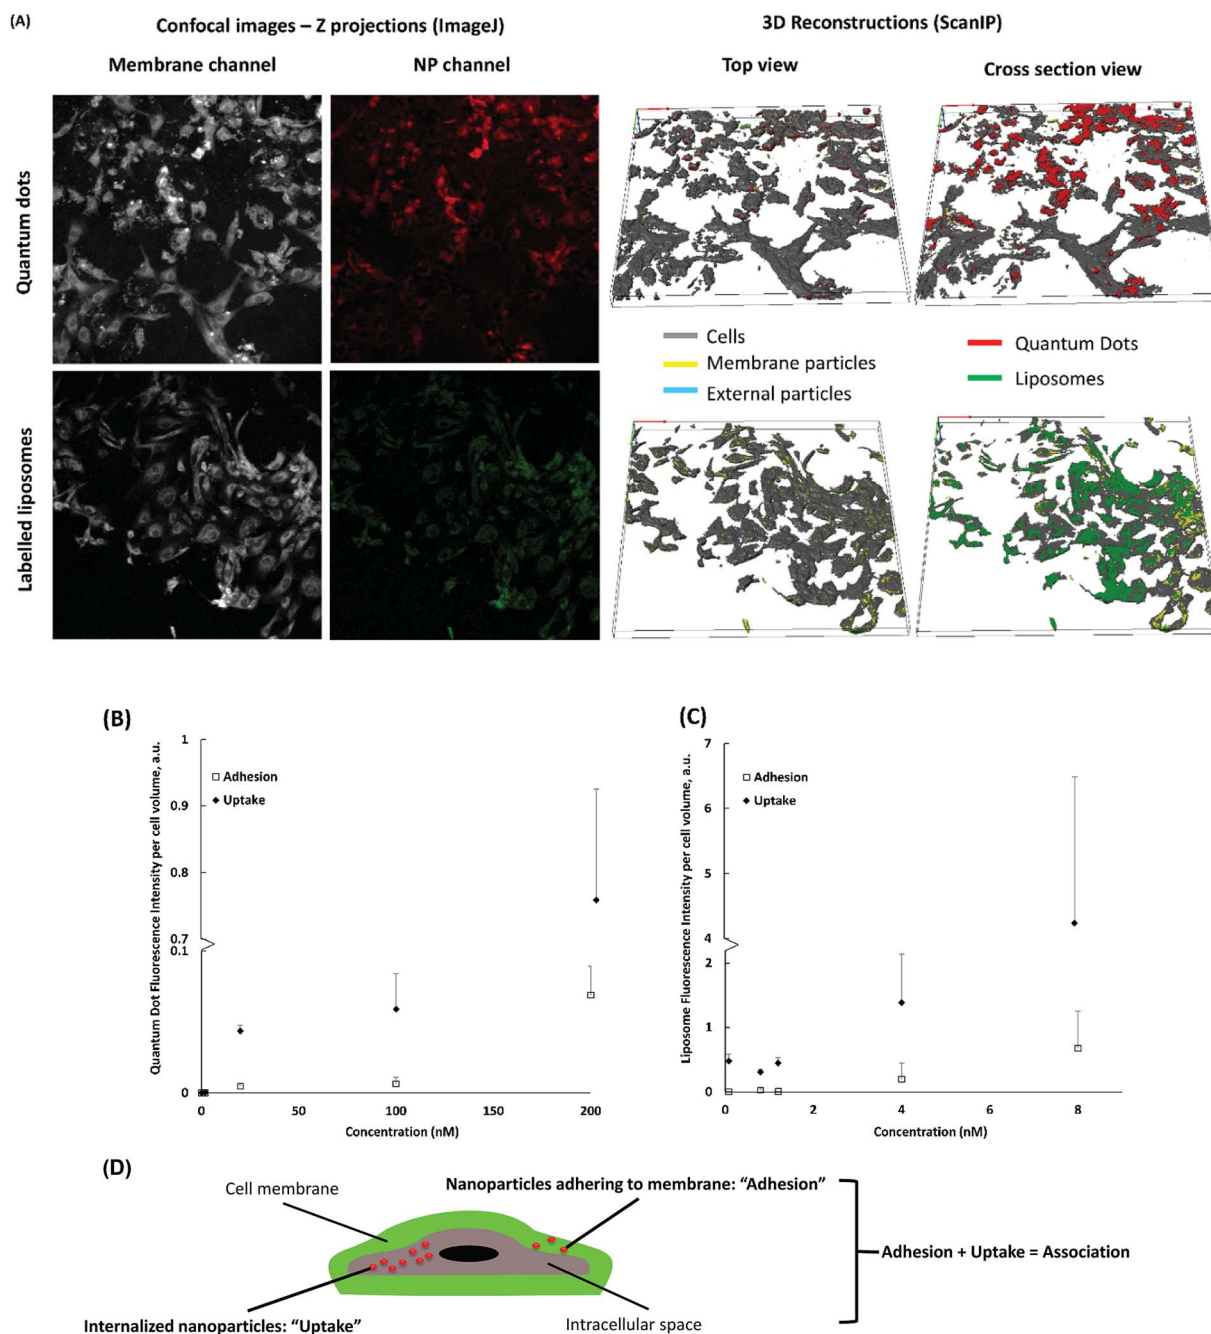 (A)
Confocal images – Z projections (ImageJ)
3D Reconstructions (ScanIP)
Membrane channel
NP channel
Top view
Cross section view
Quantum dots
Labelled liposomes
Cells
Membrane particles
External particles
Quantum Dots
Liposomes
(B)
Quantum Dot Fluorescence Intensity per cell volume, a.u.
1
0.9
0.8
0.7
0.1
0
Adhesion
Uptake
0
50
100
150
200
Concentration (nM)
(C)
Liposome Fluorescence Intensity per cell volume, a.u.
7
6
5
4
2
1
0
Adhesion
Uptake
0
2
4
6
8
Concentration (nM)
(D)
Cell membrane
Nanoparticles adhering to membrane: “Adhesion”
Adhesion + Uptake = Association
Internalized nanoparticles: “Uptake”
Intracellular space